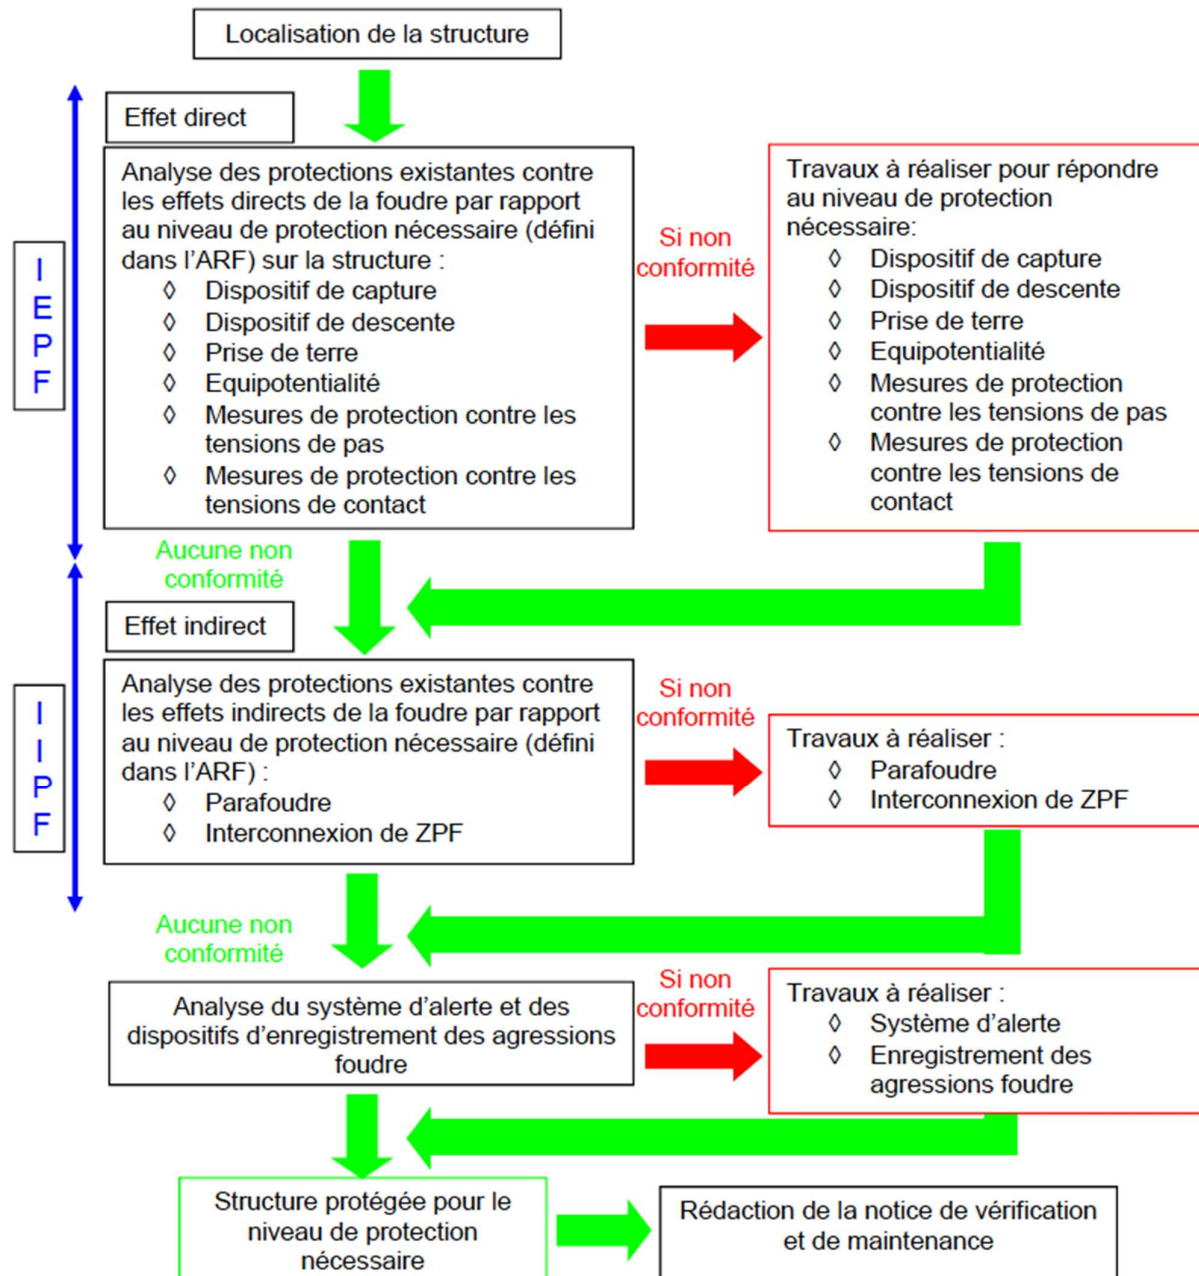 Localisation de la structure
I
E
P
F
Effet direct
Analyse des protections existantes contre
les effets directs de la foudre par rapport
au niveau de protection nécessaire (défini
dans l'ARF) sur la structure :
◊ Dispositif de capture
◊ Dispositif de descente
◊ Prise de terre
◊ Equipotentialité
◊ Mesures de protection contre les
tensions de pas
◊ Mesures de protection contre les
tensions de contact
Si non
conformité
Travaux à réaliser pour répondre
au niveau de protection
nécessaire:
◊ Dispositif de capture
◊ Dispositif de descente
◊ Prise de terre
◊ Equipotentialité
◊ Mesures de protection
contre les tensions de pas
◊ Mesures de protection
contre les tensions de
contact
Aucune non
conformité
I
I
P
F
Effet indirect
Analyse des protections existantes contre
les effets indirects de la foudre par rapport
au niveau de protection nécessaire (défini
dans l'ARF) :
◊ Parafoudre
◊ Interconnexion de ZPF
Si non
conformité
Travaux à réaliser :
◊ Parafoudre
◊ Interconnexion de ZPF
Aucune non
conformité
Analyse du système d'alerte et des
dispositifs d'enregistrement des agressions
foudre
Si non
conformité
Travaux à réaliser :
◊ Système d'alerte
◊ Enregistrement des
agressions foudre
Structure protégée pour le
niveau de protection
nécessaire
Rédaction de la notice de vérification
et de maintenance